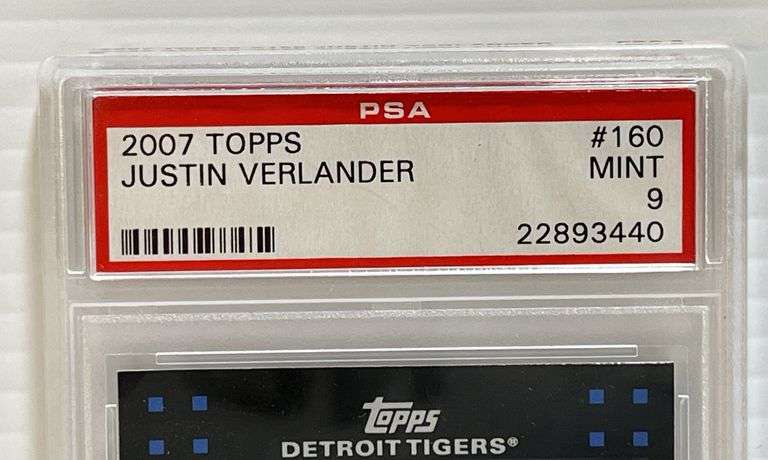 PSA
2007 TOPPS #160
JUSTIN VERLANDER MINT
9
22893440
Topps
DETROIT TIGERS®